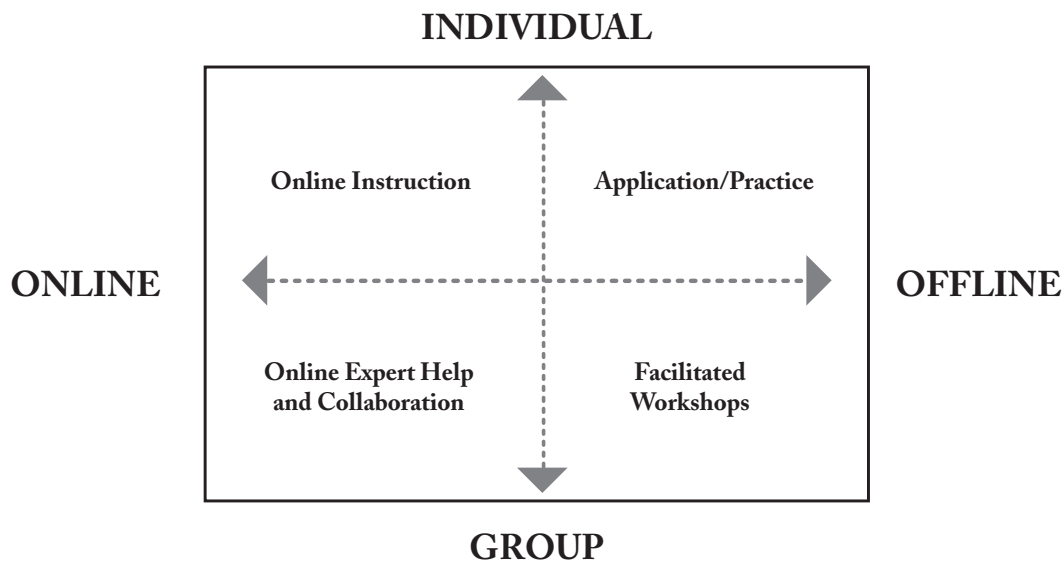 INDIVIDUAL
Online Instruction
Application/Practice
ONLINE
OFFLINE
Online Expert Help
and Collaboration
Facilitated
Workshops
GROUP